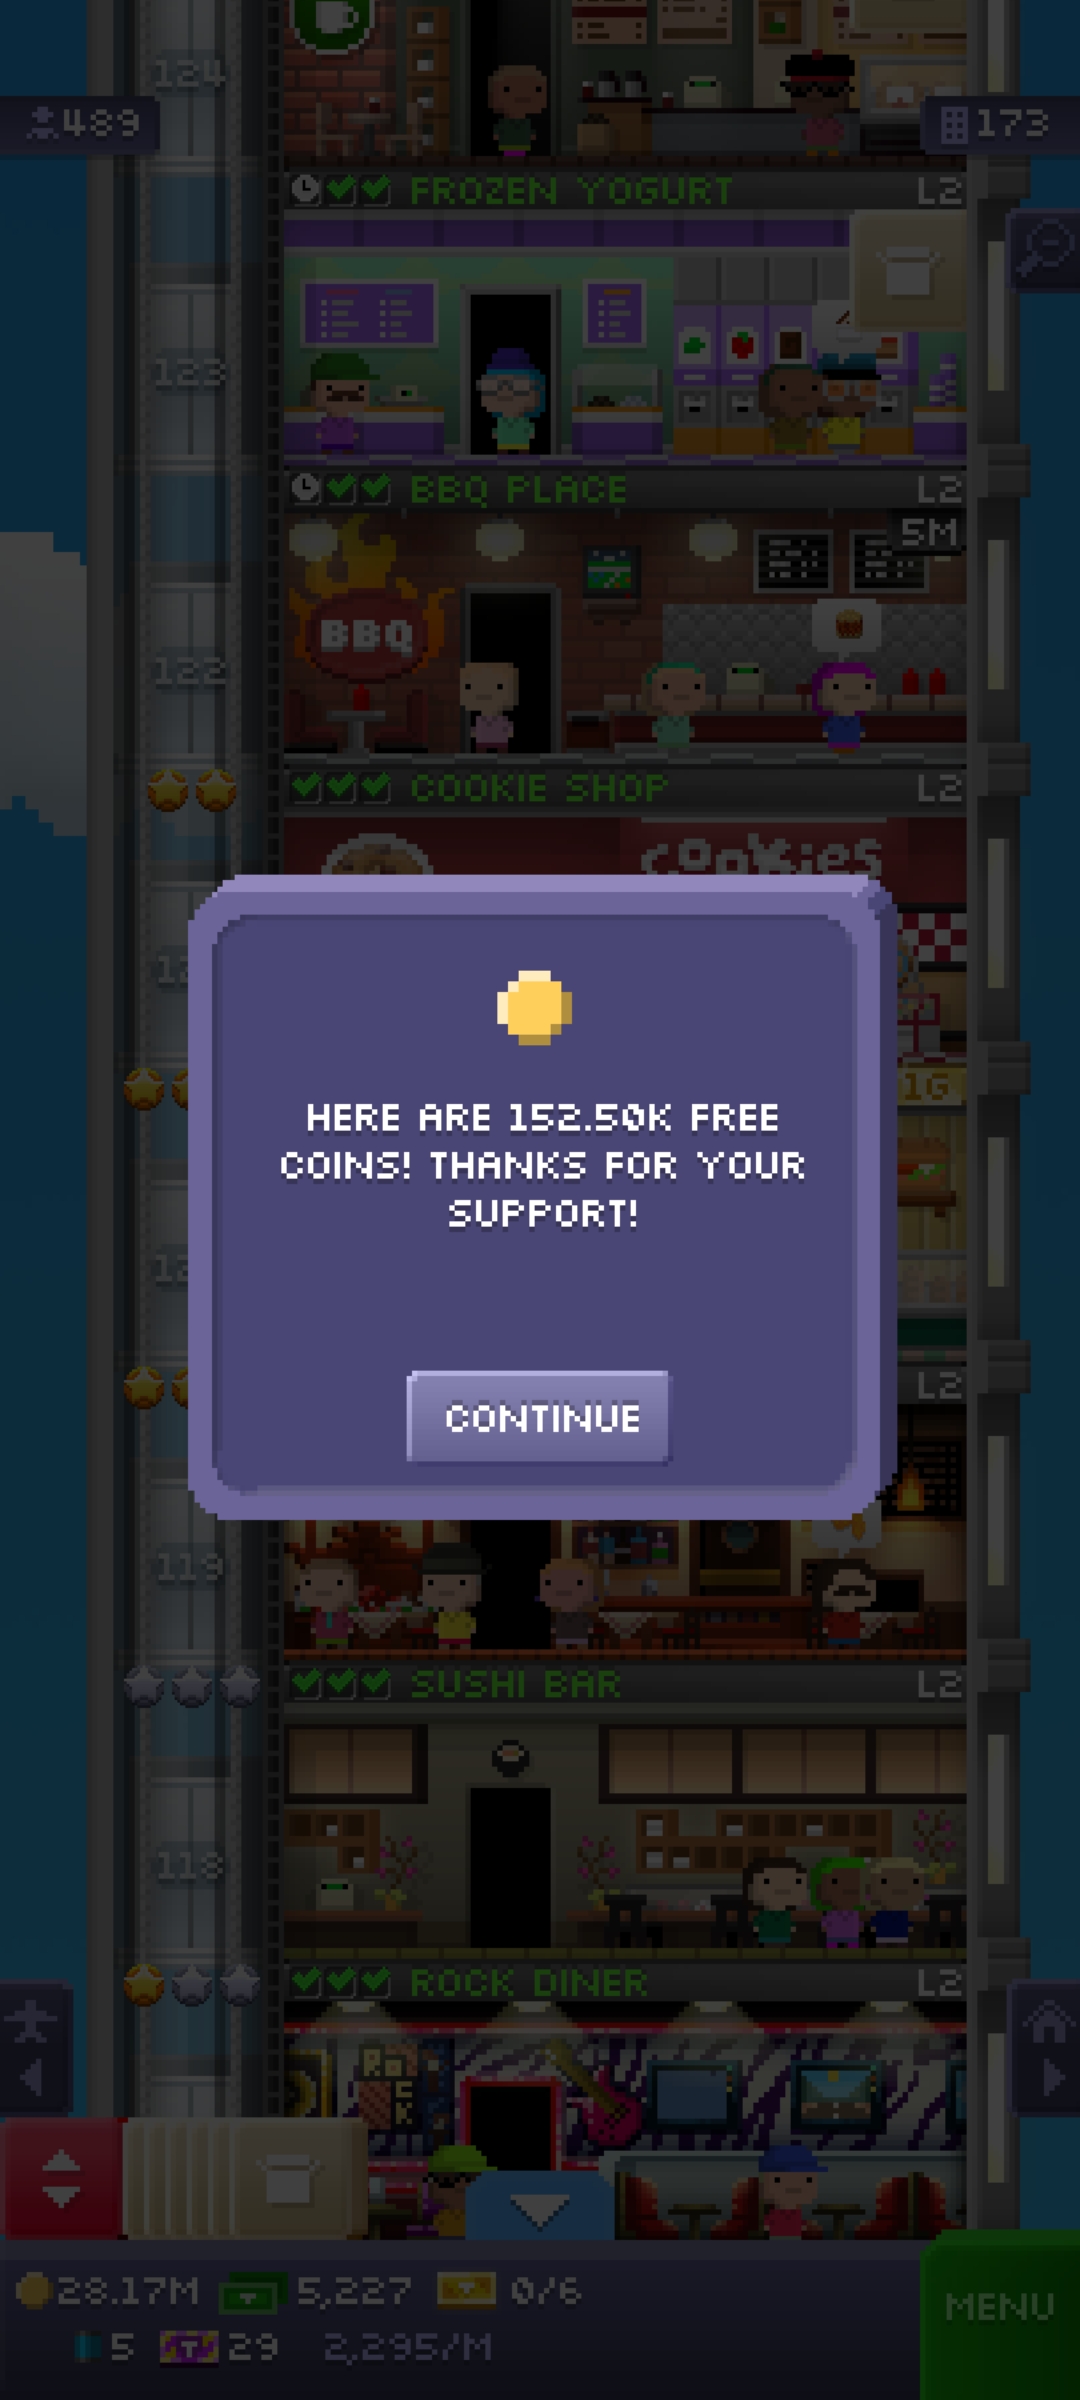 124
489
173
FROZEN YOGURT L2
123
BBQ PLACE L2
5M
BBQ
122
COOKIE SHOP L2
COOKIES
HERE ARE 152.50K FREE
COINS! THANKS FOR YOUR
SUPPORT!
1G
L2
CONTINUE
119
SUSHI BAR L2
118
ROCK DINER L2
ROCK
28.17M 5,227 0/6
5 T 29 2,295/M
MENU